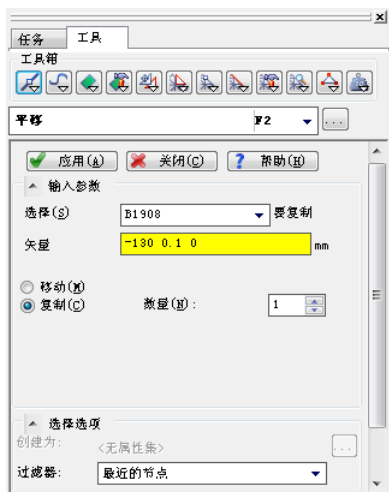 任务 工具
工具箱
平移 F2 ...
应用(A) 关闭(C) ? 帮助(H)
输入参数
选择(S) B1908 要复制
矢量 -130 0.1 0 mm
移动(M)
复制(C) 数量(N): 1
选择选项
创建为: <无属性集> ...
过滤器: 最近的节点